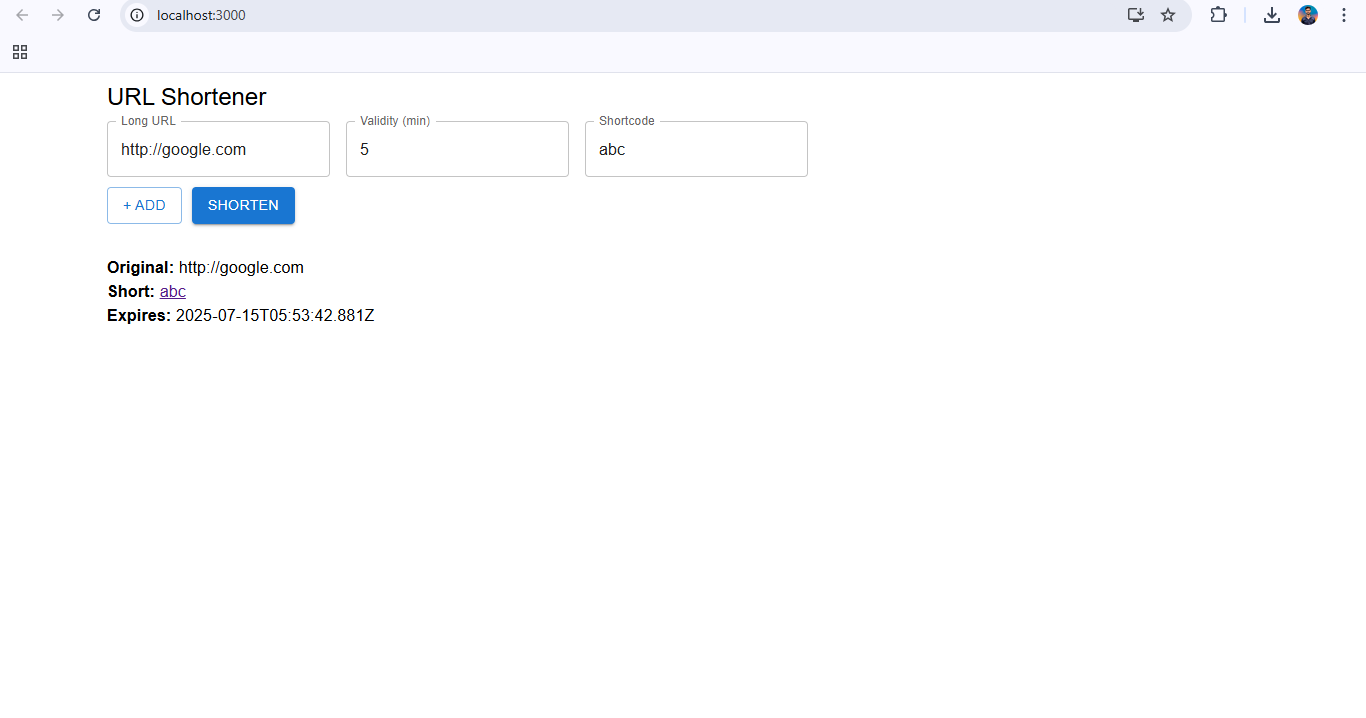 localhost:3000
URL Shortener
Long URL Validity (min) Shortcode
http://google.com 5 abc
+ ADD SHORTEN
Original: http://google.com
Short: abc
Expires: 2025-07-15T05:53:42.881Z